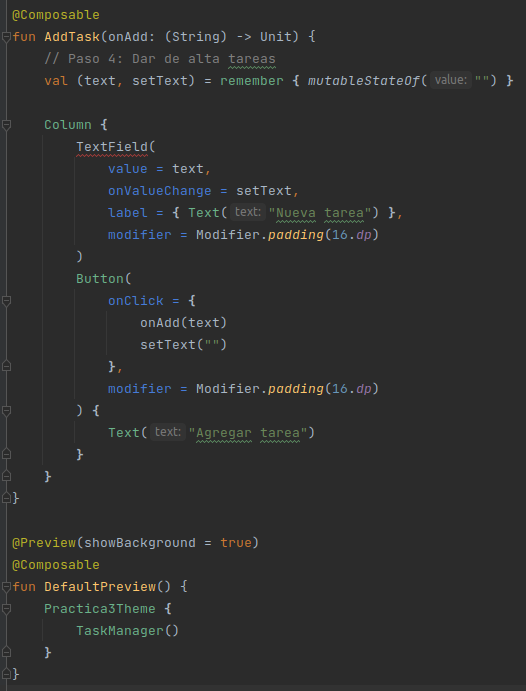 @Composable
fun AddTask(onAdd: (String) -> Unit) {
    // Paso 4: Dar de alta tareas
    val (text, setText) = remember { mutableStateOf( value: "") }

    Column {
        TextField(
            value = text,
            onValueChange = setText,
            label = { Text( text: "Nueva tarea") },
            modifier = Modifier.padding(16.dp)
        )
        Button(
            onClick = {
                onAdd(text)
                setText("")
            },
            modifier = Modifier.padding(16.dp)
        ) {
            Text( text: "Agregar tarea")
        }
    }
}

@Preview(showBackground = true)
@Composable
fun DefaultPreview() {
    Practica3Theme {
        TaskManager()
    }
}